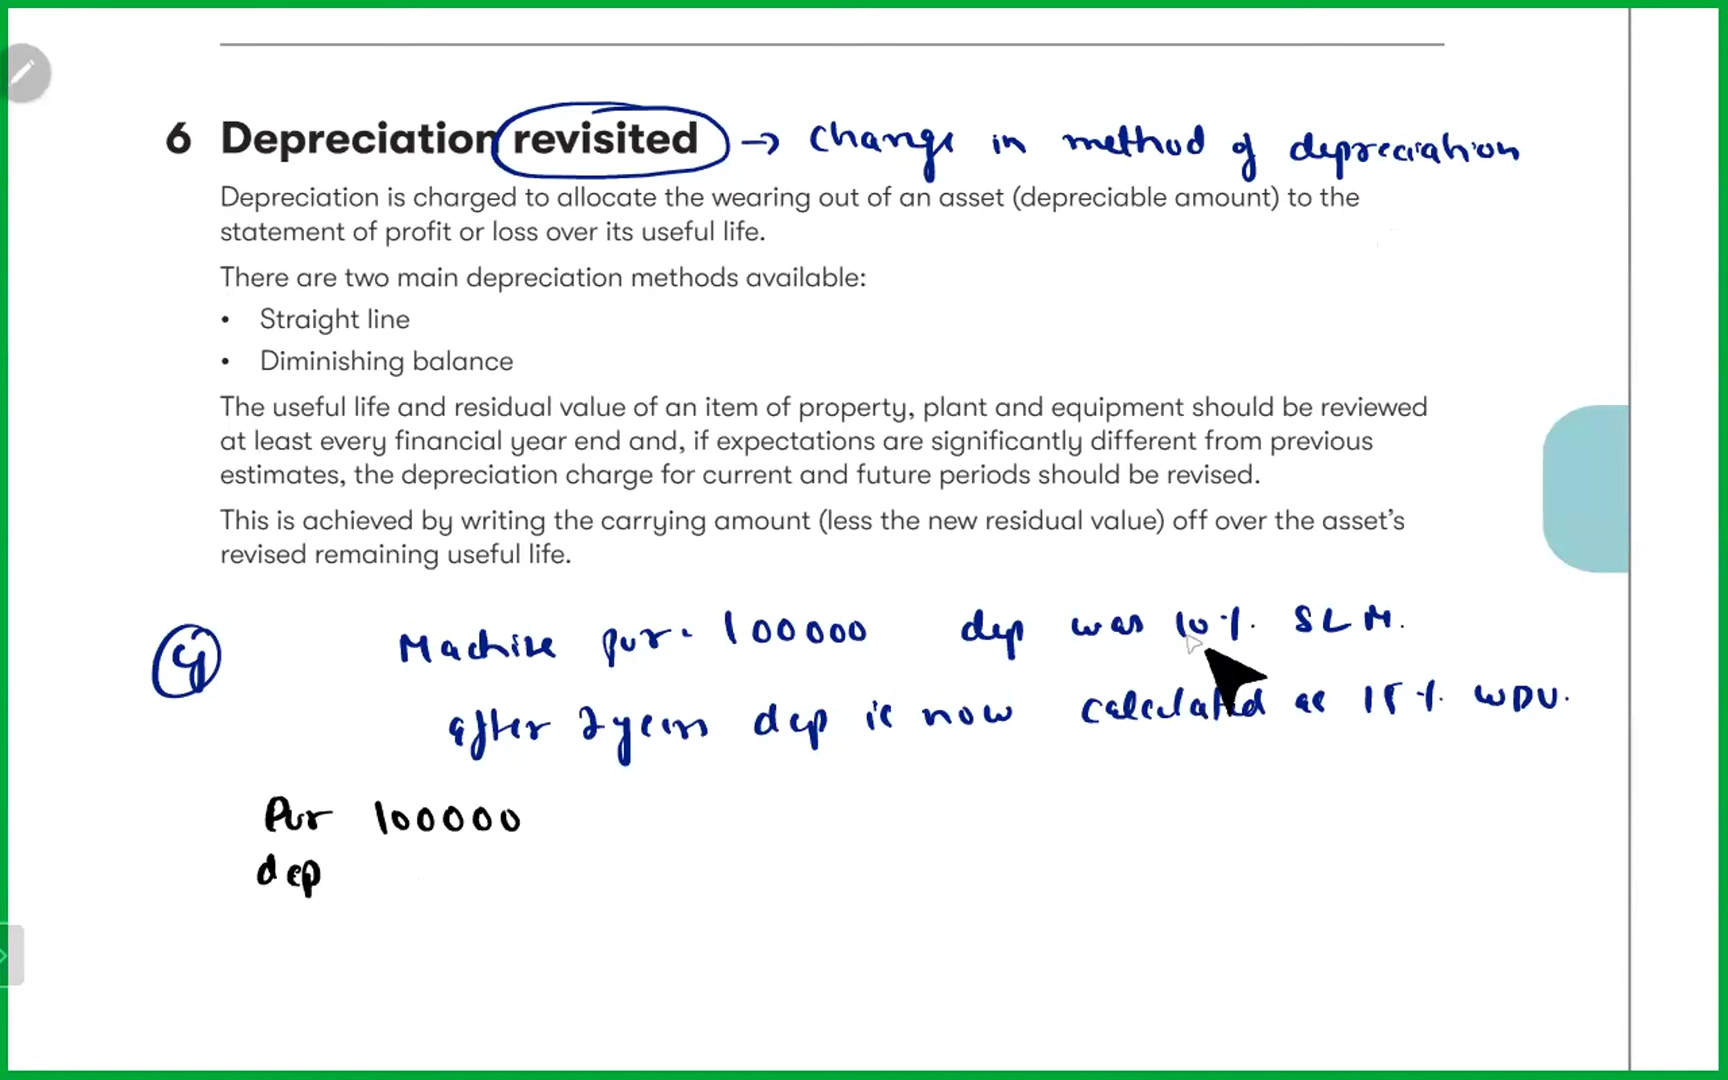 6 Depreciation revisited → Change in method of depreciation
Depreciation is charged to allocate the wearing out of an asset (depreciable amount) to the
statement of profit or loss over its useful life.
There are two main depreciation methods available:
• Straight line
• Diminishing balance
The useful life and residual value of an item of property, plant and equipment should be reviewed
at least every financial year end and, if expectations are significantly different from previous
estimates, the depreciation charge for current and future periods should be revised.
This is achieved by writing the carrying amount (less the new residual value) off over the asset's
revised remaining useful life.
Machine pur. 100000 dep was 10%. SLM.
after 2 years dep is now calculated as 15%. WDV.
Pur 100000
dep